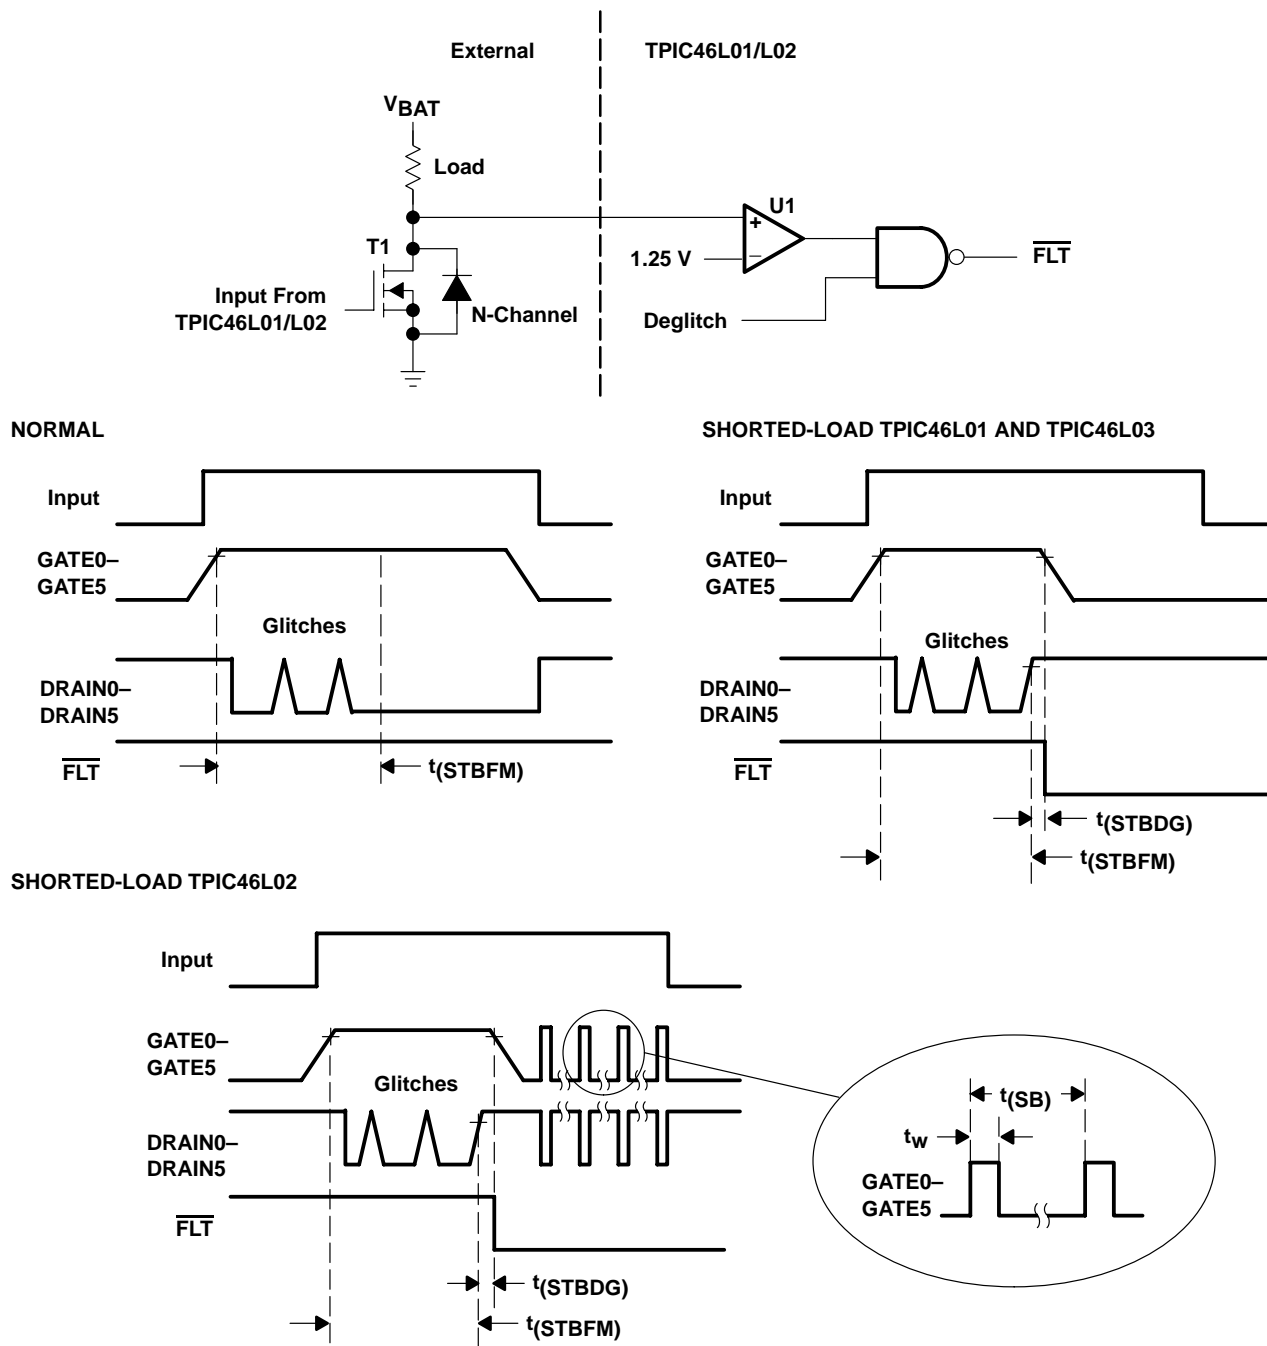 External
TPIC46L01/L02
VBAT
Load
U1
+
T1
1.25 V
–
FLT
Input From
TPIC46L01/L02
N-Channel
Deglitch
NORMAL
Input
GATE0–
GATE5
Glitches
DRAIN0–
DRAIN5
FLT
t(STBFM)
SHORTED-LOAD TPIC46L01 AND TPIC46L03
Input
GATE0–
GATE5
Glitches
DRAIN0–
DRAIN5
FLT
t(STBDG)
t(STBFM)
SHORTED-LOAD TPIC46L02
Input
GATE0–
GATE5
Glitches
DRAIN0–
DRAIN5
FLT
t(STBDG)
t(STBFM)
t(SB)
tw
GATE0–
GATE5